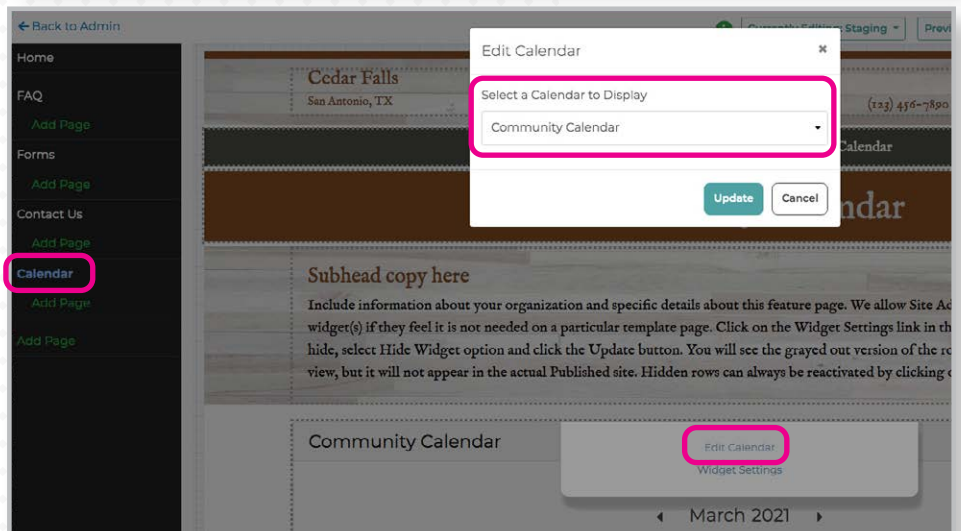 ← Back to Admin
1 Currently Editing: Staging
Home
FAQ
Add Page
Forms
Add Page
Contact Us
Add Page
Calendar
Add Page
Add Page
Edit Calendar
×
Select a Calendar to Display
Community Calendar
Update
Cancel
Cedar Falls
San Antonio, TX
(123) 456-7890
Calendar
Subhead copy here
Include information about your organization and specific details about this feature page. We allow Site
widget(s) if they feel it is not needed on a particular template page. Click on the Widget Settings link in
hide, select Hide Widget option and click the Update button. You will see the grayed out version of the
view, but it will not appear in the actual Published site. Hidden rows can always be reactivated by clicking
Community Calendar
Edit Calendar
Widget Settings
March 2021